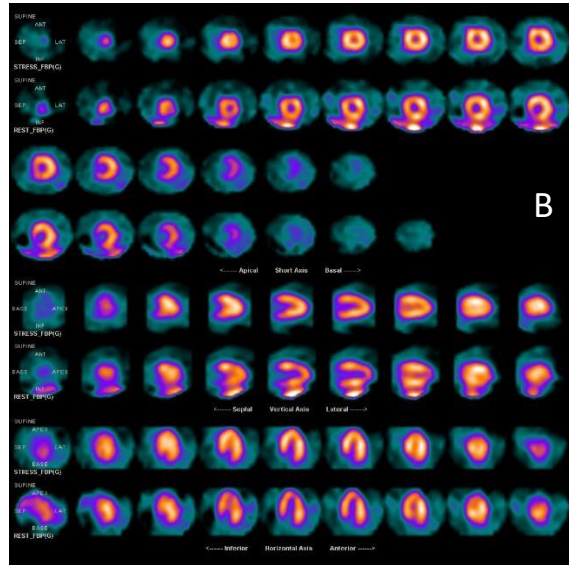 SUPINE
ANT
SEP LAT
INF
STRESS_FBP(G)
SUPINE
ANT
SEP LAT
INF
REST_FBP(G)
B
<----- Apical Short Axis Basal ----->
SUPINE
ANT
BASE APEX
INF
STRESS_FBP(G)
SUPINE
ANT
BASE APEX
INF
REST_FBP(G)
<----- Septal Vertical Axis Lateral ----->
SUPINE
APEX
SEP LAT
BASE
STRESS_FBP(G)
SUPINE
APEX
SEP LAT
BASE
REST_FBP(G)
<----- Inferior Horizontal Axis Anterior ----->